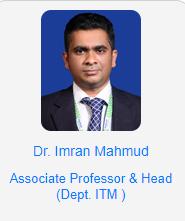 Dr. Imran Mahmud
Associate Professor & Head
(Dept. ITM )